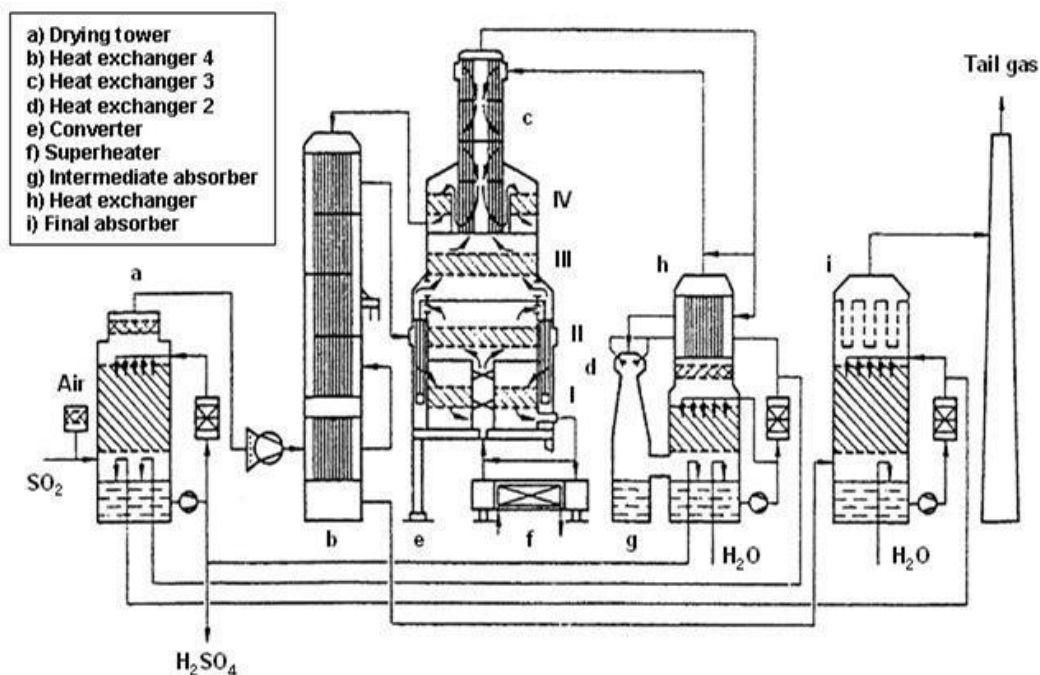 a) Drying tower
b) Heat exchanger 4
c) Heat exchanger 3
d) Heat exchanger 2
e) Converter
f) Superheater
g) Intermediate absorber
h) Heat exchanger
i) Final absorber
Tail gas
c
IV
III
h
i
a
II
d
Air
I
SO₂
b
e
f
g
H₂O
H₂O
H₂SO₄